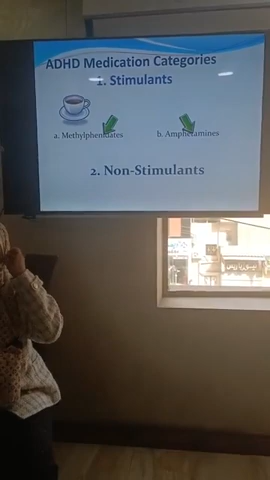 ADHD Medication Categories
1. Stimulants
a. Methylphenidates
b. Amphetamines
2. Non-Stimulants